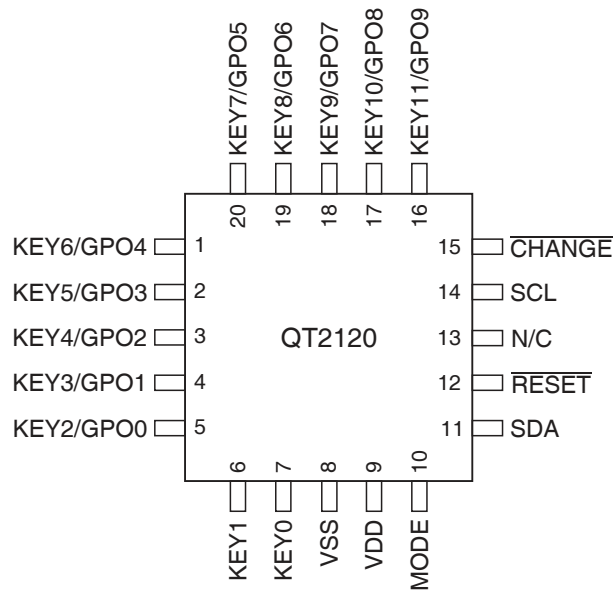 KEY7/GPO5
KEY8/GPO6
KEY9/GPO7
KEY10/GPO8
KEY11/GPO9
20
19
18
17
16
KEY6/GPO4 1
KEY5/GPO3 2
KEY4/GPO2 3
KEY3/GPO1 4
KEY2/GPO0 5
QT2120
15 CHANGE
14 SCL
13 N/C
12 RESET
11 SDA
6
7
8
9
10
KEY1
KEY0
VSS
VDD
MODE